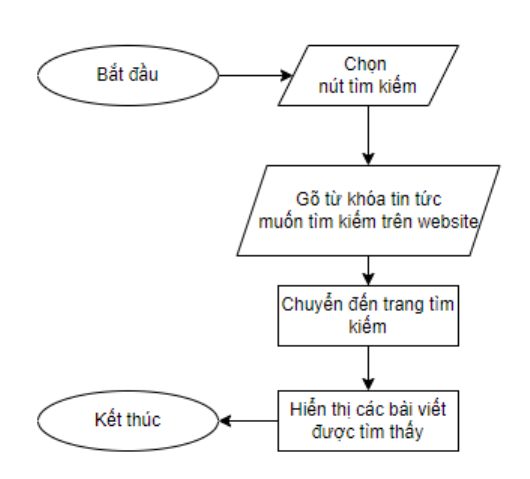 Bắt đầu
Chọn
nút tìm kiếm
Gõ từ khóa tin tức
muốn tìm kiếm trên website
Chuyển đến trang tìm
kiếm
Hiển thị các bài viết
được tìm thấy
Kết thúc